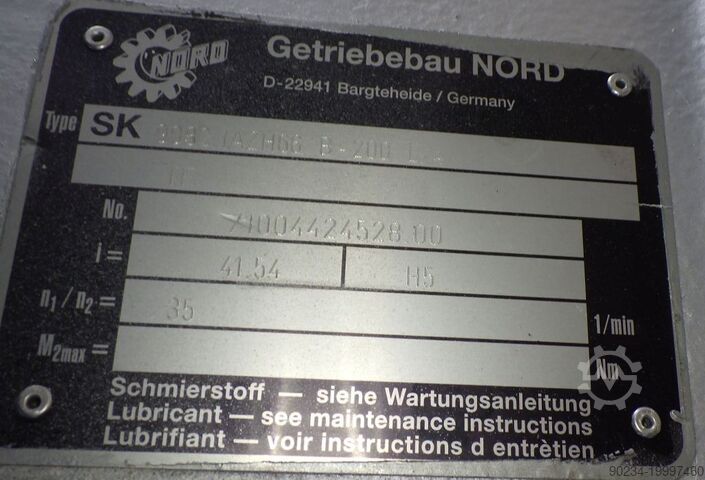 NORD
Getriebebau NORD
D-22941 Bargteheide / Germany
Type SK
No. 4424528.00
i = 41.54 H5
n1 / n2 = 35 1/min
M2max = Nm
Schmierstoff — siehe Wartungsanleitung
Lubricant — see maintenance instructions
Lubrifiant — voir instructions d entrètien
90234-19997460